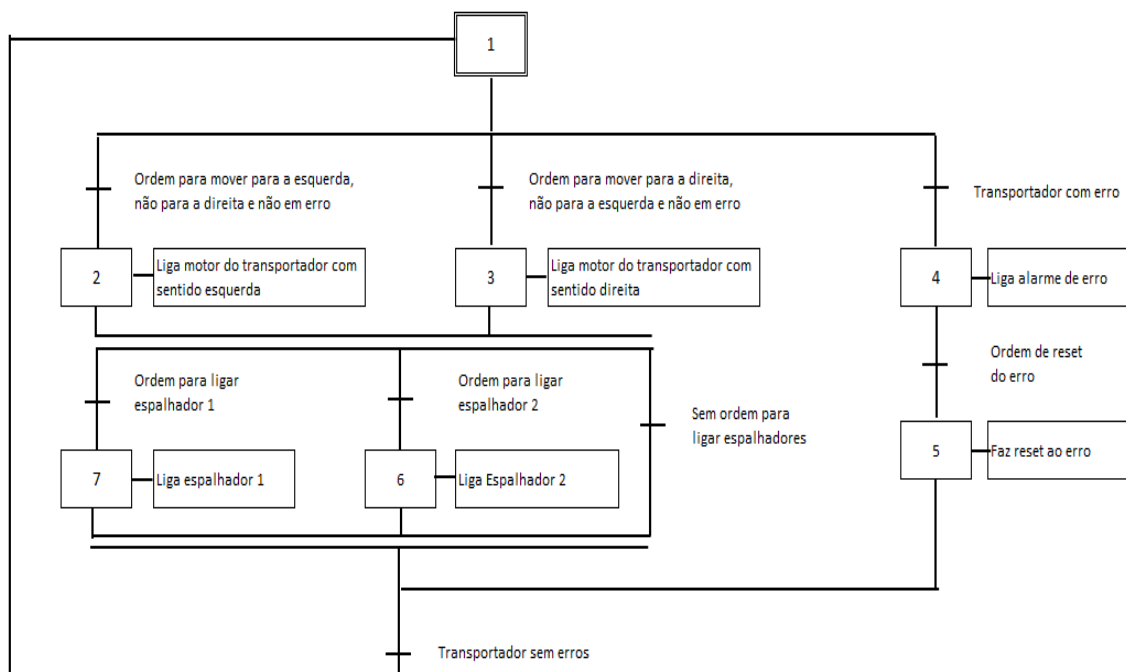 1
Ordem para mover para a esquerda,
não para a direita e não em erro
Ordem para mover para a direita,
não para a esquerda e não em erro
Transportador com erro
2
Liga motor do transportador com
sentido esquerda
3
Liga motor do transportador com
sentido direita
4
Liga alarme de erro
Ordem de reset
do erro
Ordem para ligar
espalhador 1
Ordem para ligar
espalhador 2
Sem ordem para
ligar espalhadores
7
Liga espalhador 1
6
Liga Espalhador 2
5
Faz reset ao erro
Transportador sem erros